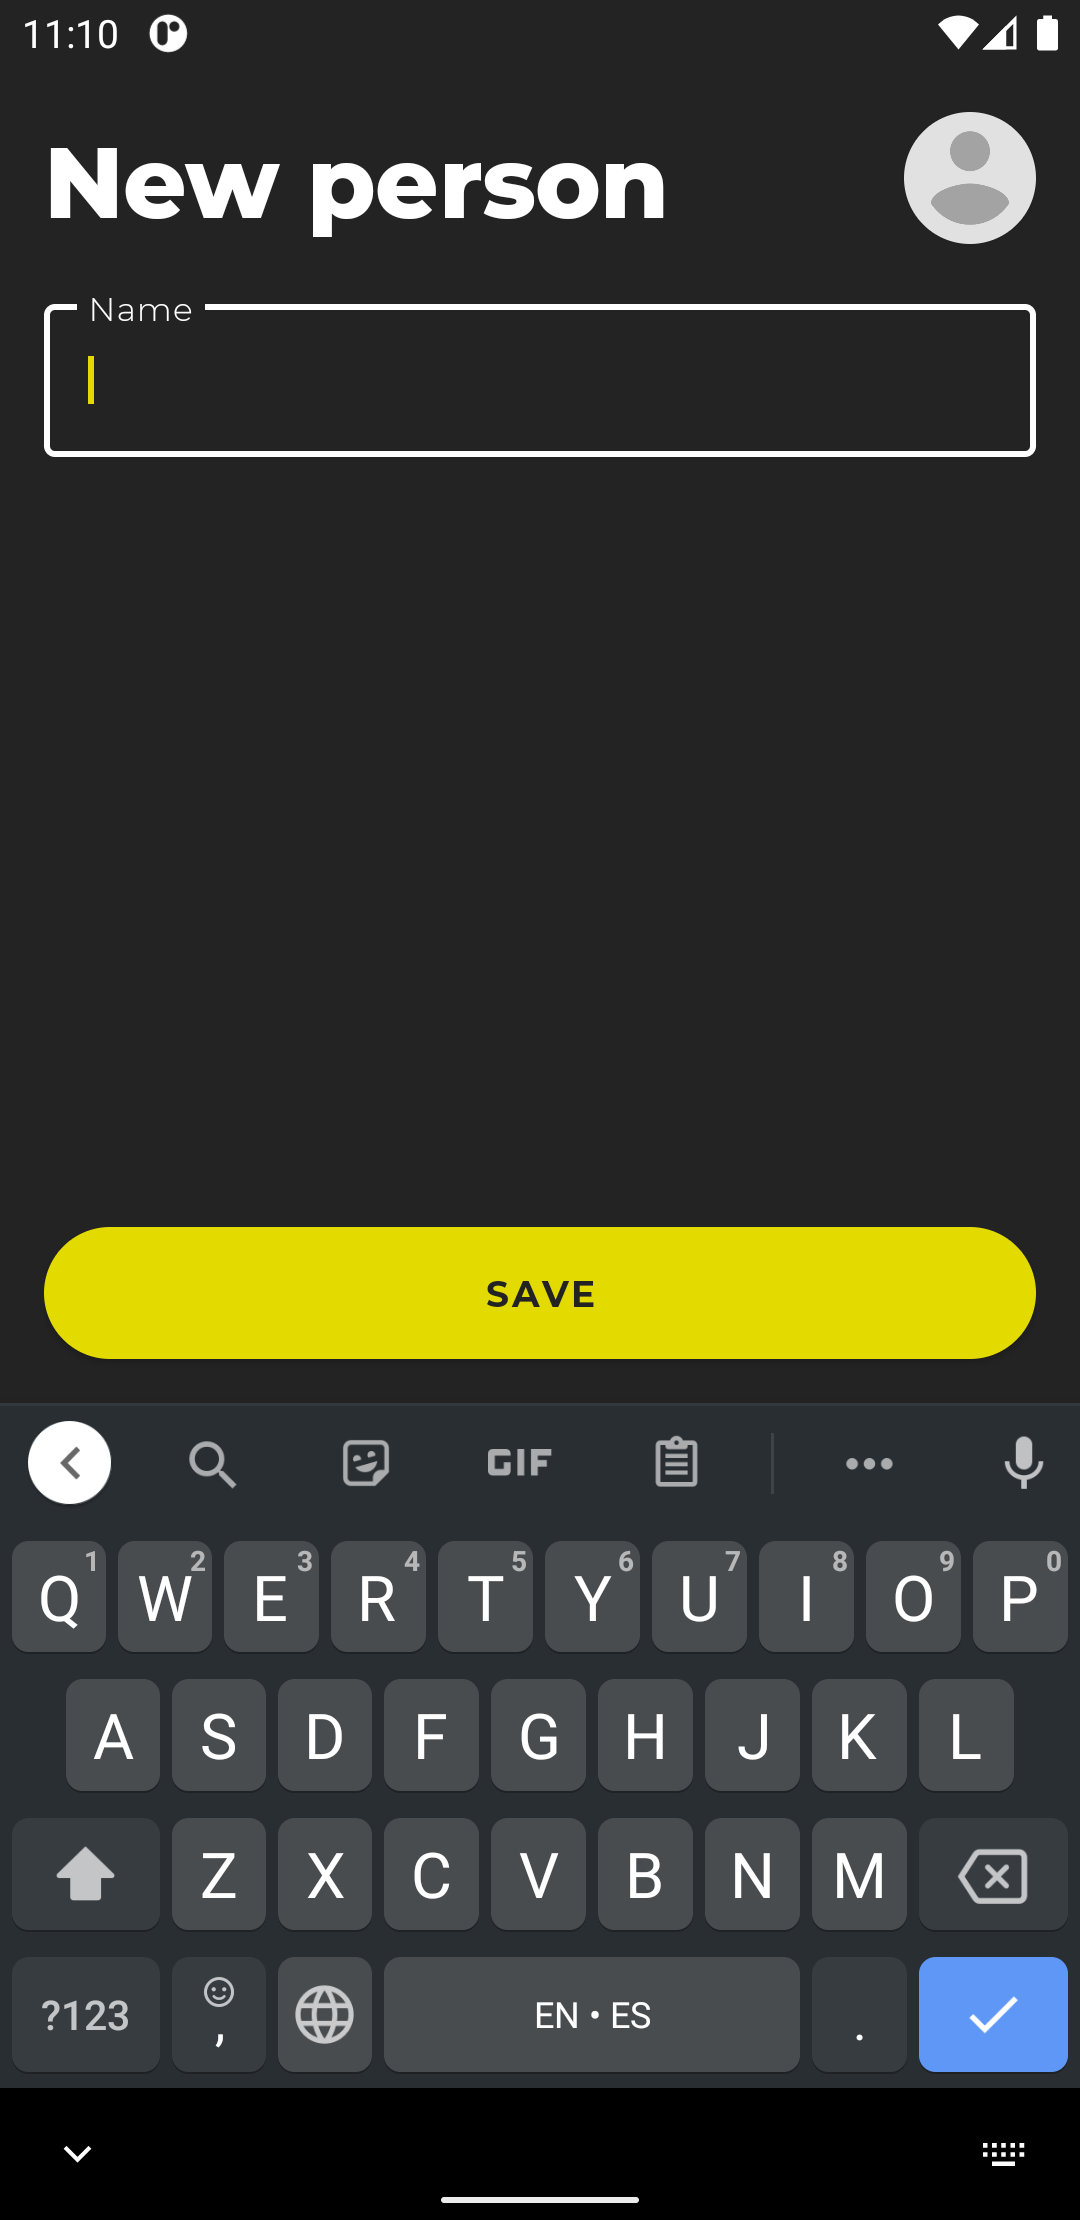 11:10
New person
Name
SAVE
GIF
Q 1 W 2 E 3 R 4 T 5 Y 6 U 7 I 8 O 9 P 0
A S D F G H J K L
Z X C V B N M
?123 , EN • ES .